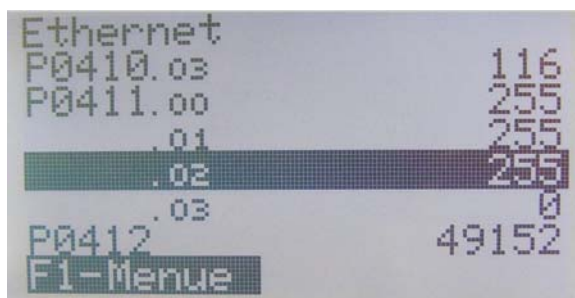 Ethernet
P0410.03 116
P0411.00 255
.01 255
.02 255
.03 0
P0412 49152
F1-Menue